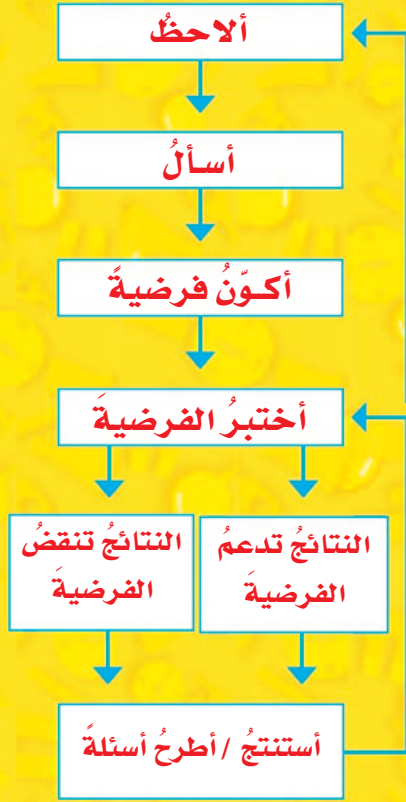 ألاحظُ
أسألُ
أكوّنُ فرضيةً
أختبرُ الفرضيةَ
النتائجُ تدعمُ
الفرضيةَ
النتائجُ تنقضُ
الفرضيةَ
أستنتجُ / أطرحُ أسئلةً